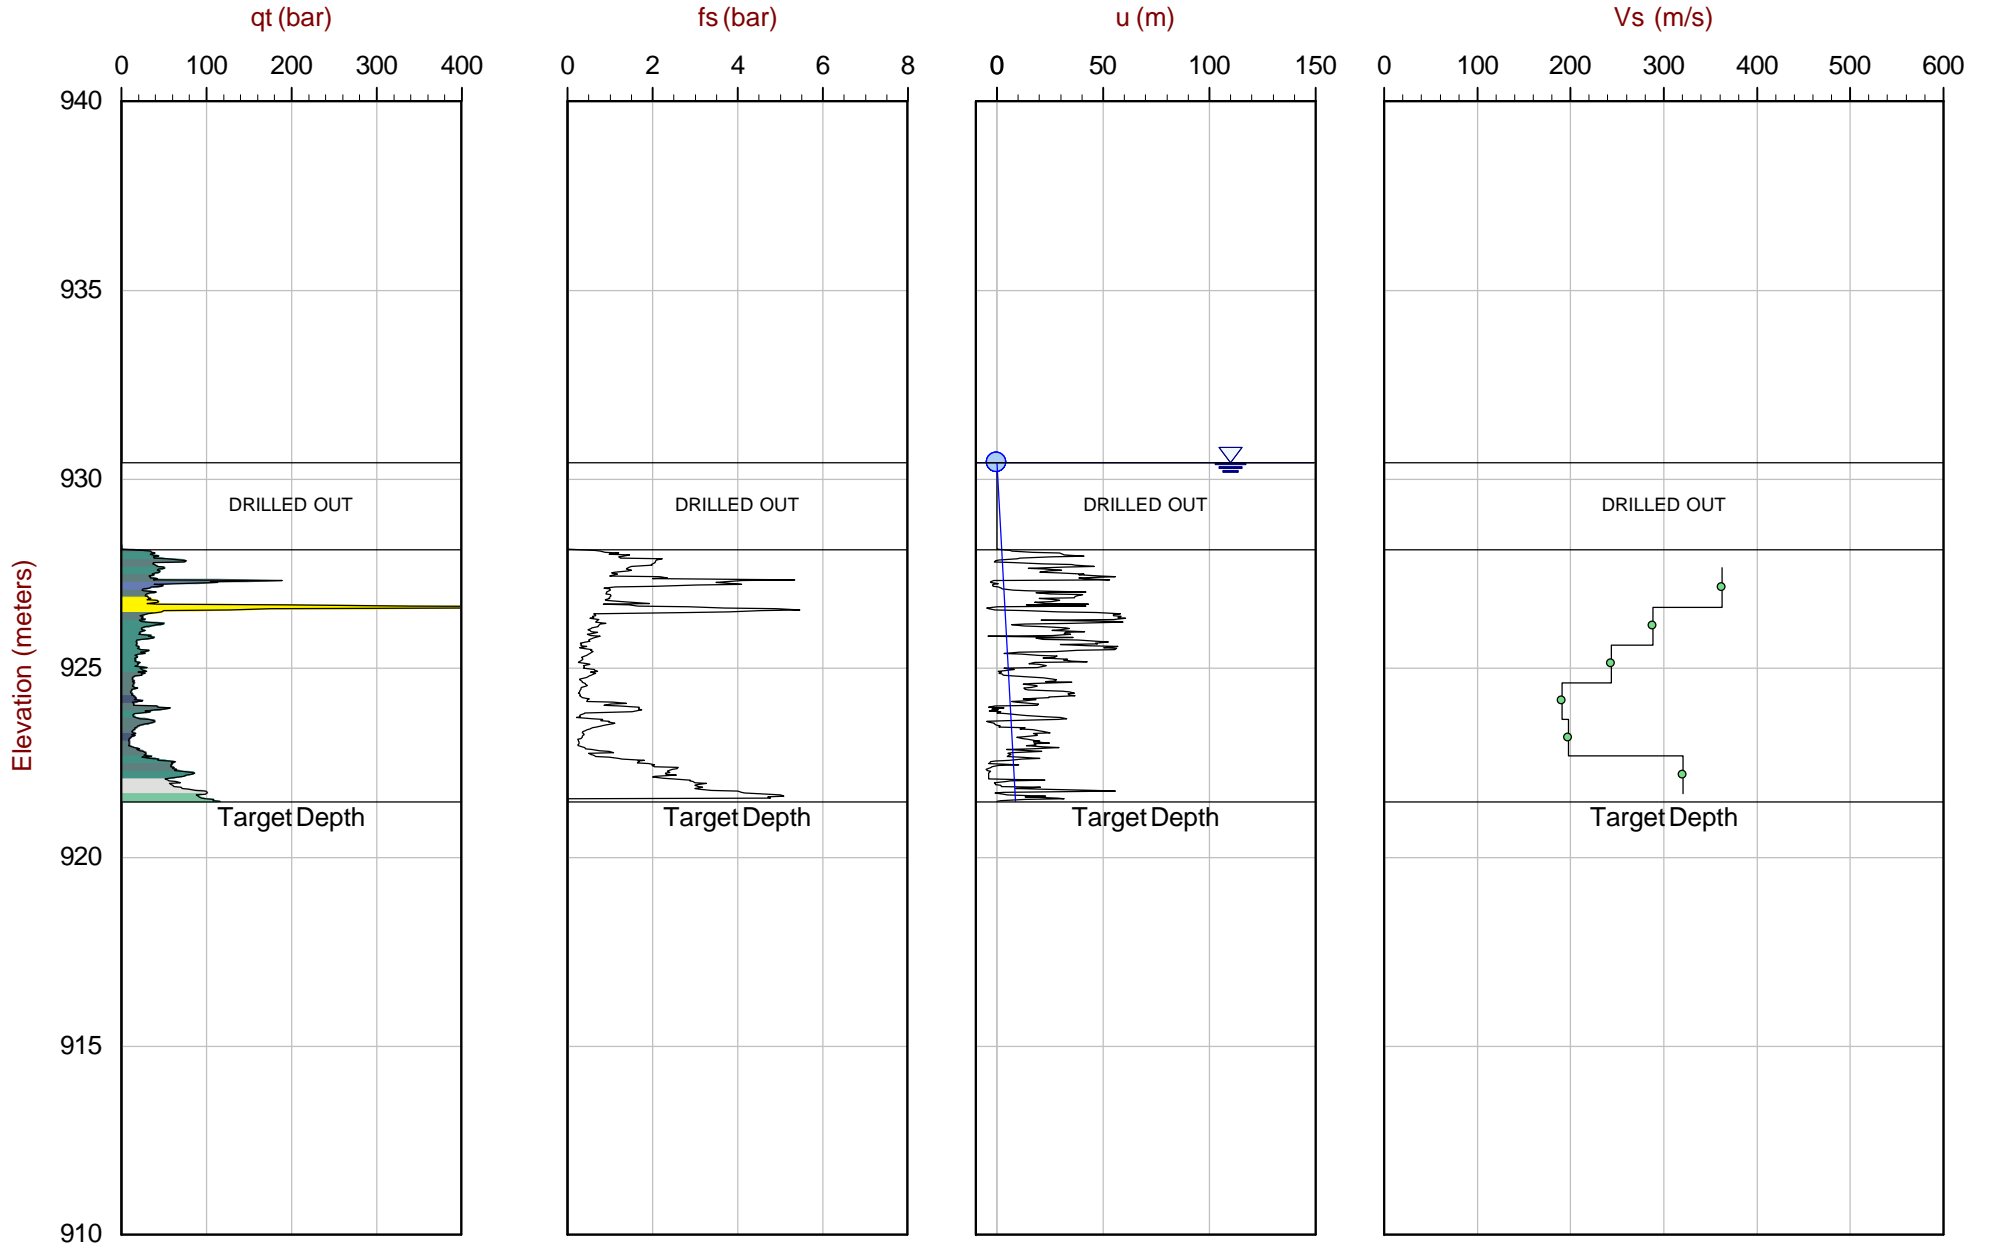 qt (bar) fs (bar) u (m) Vs (m/s)
0 100 200 300 400 0 2 4 6 8 0 50 100 150 0 100 200 300 400 500 600
940
935
930
DRILLED OUT DRILLED OUT DRILLED OUT DRILLED OUT
Elevation (meters)
925
Target Depth Target Depth Target Depth Target Depth
920
915
910